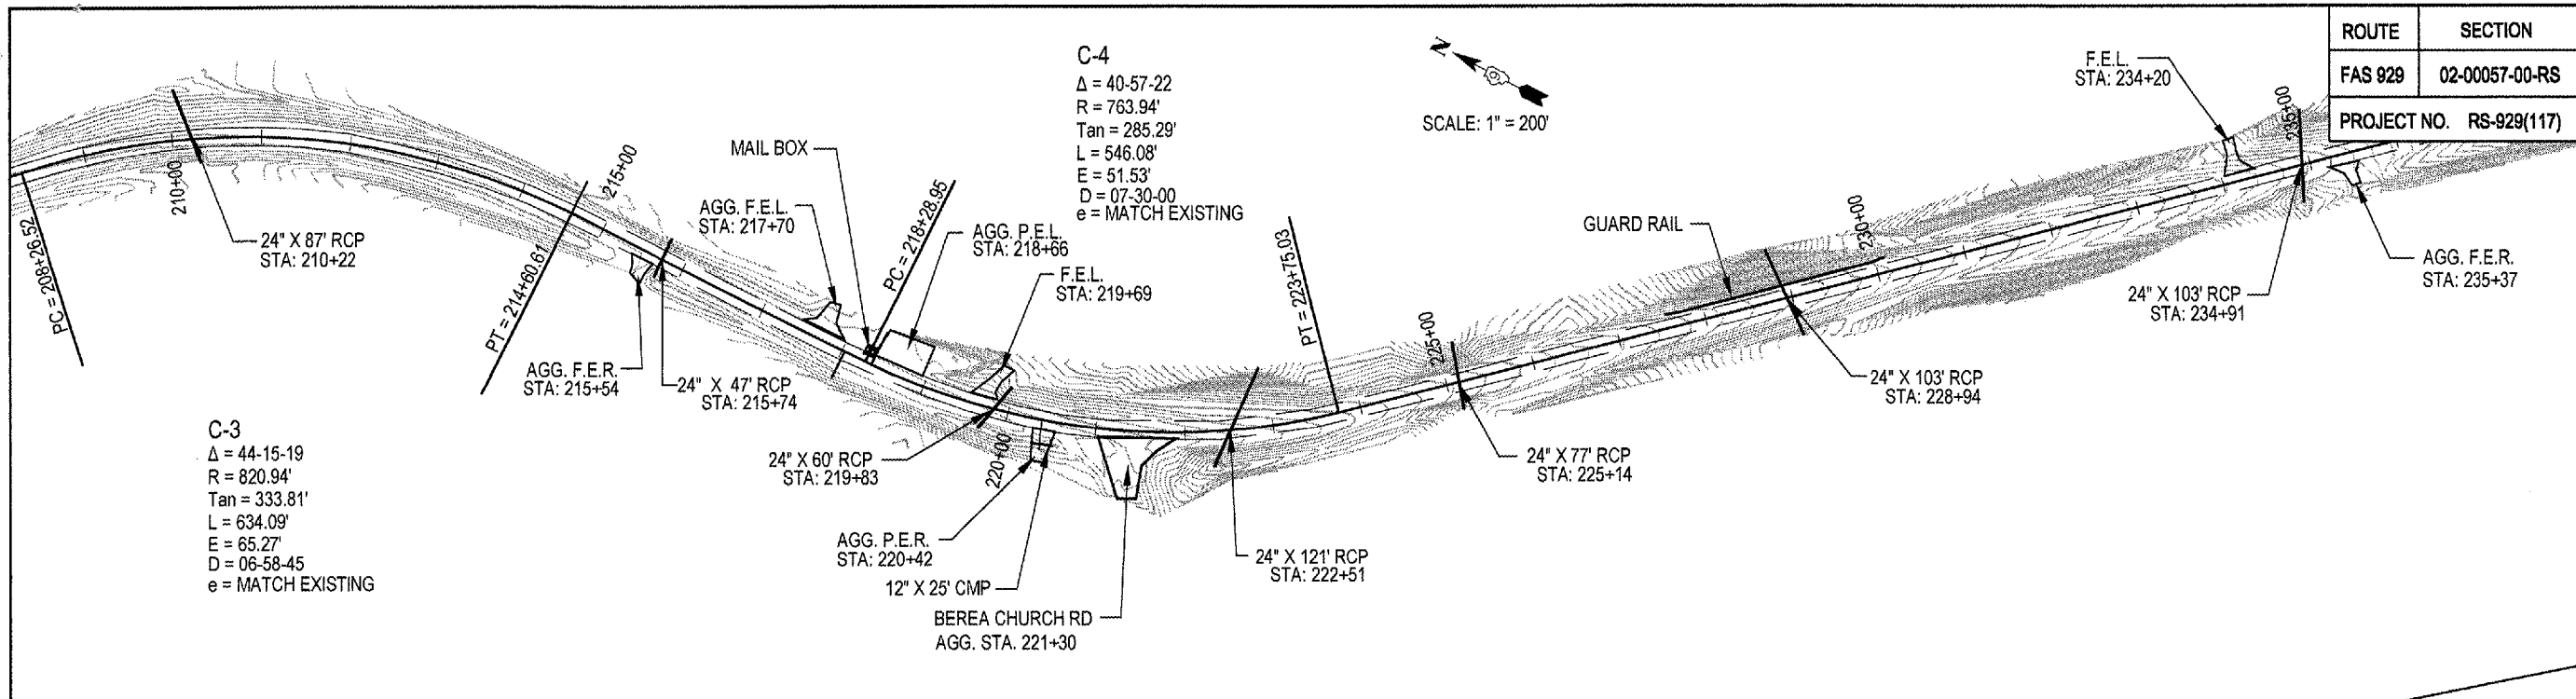 ROUTE SECTION
FAS 929 02-00057-00-RS
PROJECT NO. RS-929(117)
C-4
Δ = 40-57-22
R = 763.94'
Tan = 285.29'
L = 546.08'
E = 51.53'
D = 07-30-00
e = MATCH EXISTING
N
SCALE: 1" = 200'
F.E.L.
STA: 234+20
235+00
MAIL BOX
215+00
210+00
PC = 208+26.52
24" X 87' RCP
STA: 210+22
PT = 214+60.61
AGG. F.E.L.
STA: 217+70
PC = 218+28.95
AGG. P.E.L.
STA: 218+66
F.E.L.
STA: 219+69
PT = 223+75.03
GUARD RAIL
230+00
225+00
24" X 103' RCP
STA: 234+91
AGG. F.E.R.
STA: 235+37
AGG. F.E.R.
STA: 215+54
24" X 47' RCP
STA: 215+74
24" X 103' RCP
STA: 228+94
C-3
Δ = 44-15-19
R = 820.94'
Tan = 333.81'
L = 634.09'
E = 65.27'
D = 06-58-45
e = MATCH EXISTING
24" X 60' RCP
STA: 219+83
220+00
24" X 77' RCP
STA: 225+14
AGG. P.E.R.
STA: 220+42
12" X 25' CMP
24" X 121' RCP
STA: 222+51
BEREA CHURCH RD
AGG. STA. 221+30